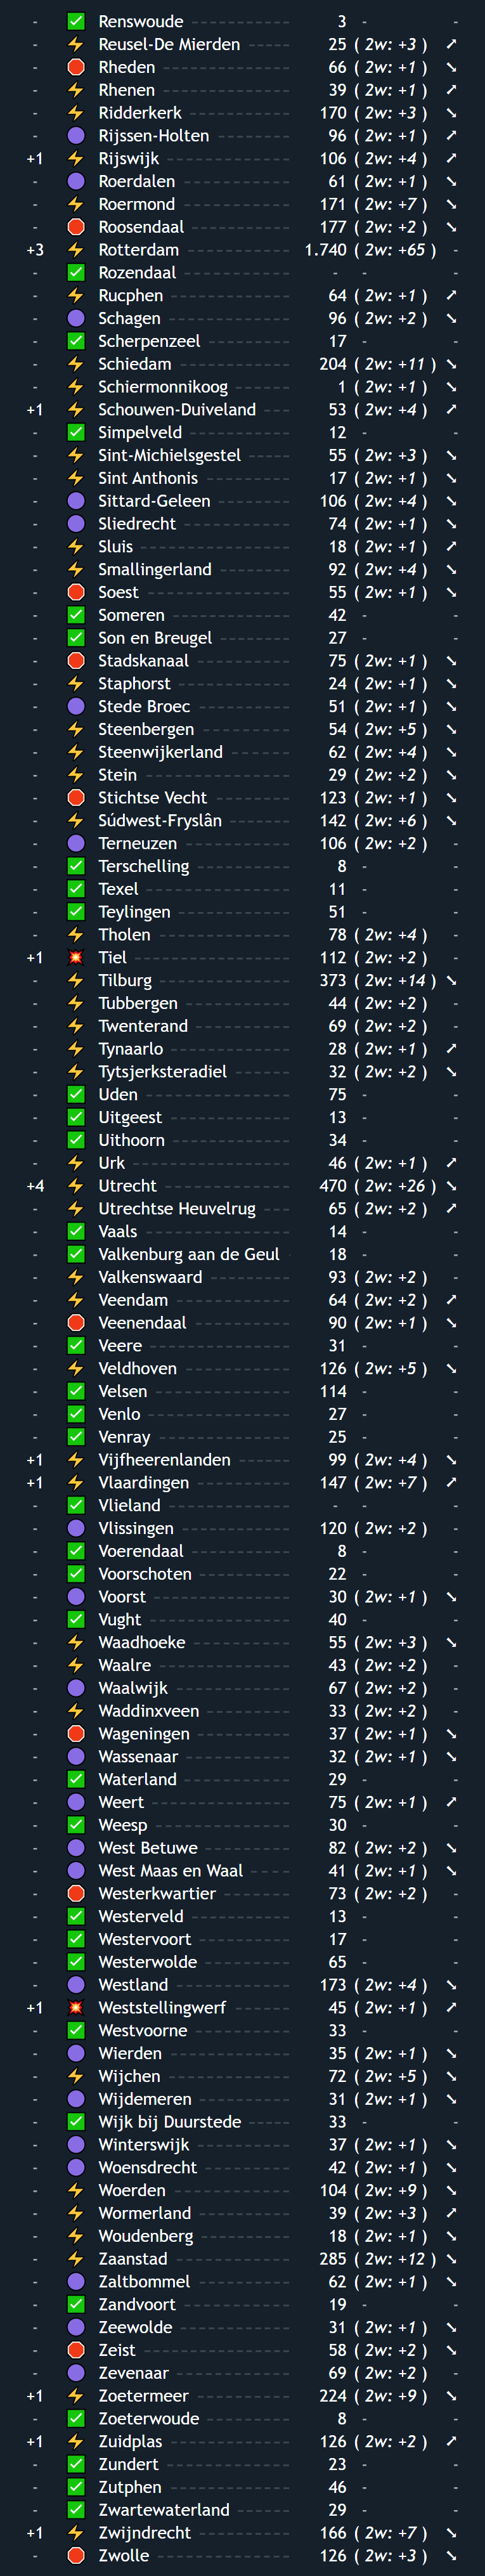 - ✅ Renswoude 3 - -
- ⚡ Reusel-De Mierden 25 ( 2w: +3 ) ➚
- 🛑 Rheden 66 ( 2w: +1 ) ➘
- ⚡ Rhenen 39 ( 2w: +1 ) ➚
- ⚡ Ridderkerk 170 ( 2w: +3 ) ➘
- 🟣 Rijssen-Holten 96 ( 2w: +1 ) ➚
+1 ⚡ Rijswijk 106 ( 2w: +4 ) ➚
- 🟣 Roerdalen 61 ( 2w: +1 ) ➘
- ⚡ Roermond 171 ( 2w: +7 ) ➘
- 🛑 Roosendaal 177 ( 2w: +2 ) ➘
+3 ⚡ Rotterdam 1.740 ( 2w: +65 ) -
- ✅ Rozendaal - - -
- ⚡ Rucphen 64 ( 2w: +1 ) ➚
- 🟣 Schagen 96 ( 2w: +2 ) ➘
- ✅ Scherpenzeel 17 - -
- ⚡ Schiedam 204 ( 2w: +11 ) ➘
- ⚡ Schiermonnikoog 1 ( 2w: +1 ) ➘
+1 ⚡ Schouwen-Duiveland 53 ( 2w: +4 ) ➚
- ✅ Simpelveld 12 - -
- ⚡ Sint-Michielsgestel 55 ( 2w: +3 ) ➘
- ⚡ Sint Anthonis 17 ( 2w: +1 ) ➘
- 🟣 Sittard-Geleen 106 ( 2w: +4 ) ➘
- 🟣 Sliedrecht 74 ( 2w: +1 ) ➘
- ⚡ Sluis 18 ( 2w: +1 ) ➚
- ⚡ Smallingerland 92 ( 2w: +4 ) ➘
- 🛑 Soest 55 ( 2w: +1 ) ➘
- ✅ Someren 42 - -
- ✅ Son en Breugel 27 - -
- 🛑 Stadskanaal 75 ( 2w: +1 ) ➘
- ⚡ Staphorst 24 ( 2w: +1 ) ➘
- 🟣 Stede Broec 51 ( 2w: +1 ) ➘
- ⚡ Steenbergen 54 ( 2w: +5 ) ➘
- ⚡ Steenwijkerland 62 ( 2w: +4 ) ➘
- ⚡ Stein 29 ( 2w: +2 ) ➘
- 🛑 Stichtse Vecht 123 ( 2w: +1 ) ➘
- ⚡ Súdwest-Fryslân 142 ( 2w: +6 ) ➘
- 🟣 Terneuzen 106 ( 2w: +2 ) -
- ✅ Terschelling 8 - -
- ✅ Texel 11 - -
- ✅ Teylingen 51 - -
- ⚡ Tholen 78 ( 2w: +4 ) -
+1 💥 Tiel 112 ( 2w: +2 ) -
- ⚡ Tilburg 373 ( 2w: +14 ) ➘
- ⚡ Tubbergen 44 ( 2w: +2 ) -
- ⚡ Twenterand 69 ( 2w: +2 ) -
- ⚡ Tynaarlo 28 ( 2w: +1 ) ➚
- ⚡ Tytsjerksteradiel 32 ( 2w: +2 ) ➘
- ✅ Uden 75 - -
- ✅ Uitgeest 13 - -
- ✅ Uithoorn 34 - -
- ⚡ Urk 46 ( 2w: +1 ) ➚
+4 ⚡ Utrecht 470 ( 2w: +26 ) ➘
- ⚡ Utrechtse Heuvelrug 65 ( 2w: +2 ) ➚
- ✅ Vaals 14 - -
- ✅ Valkenburg aan de Geul 18 - -
- ⚡ Valkenswaard 93 ( 2w: +2 ) -
- ⚡ Veendam 64 ( 2w: +2 ) ➚
- 🛑 Veenendaal 90 ( 2w: +1 ) ➘
- ✅ Veere 31 - -
- ⚡ Veldhoven 126 ( 2w: +5 ) ➘
- ✅ Velsen 114 - -
- ✅ Venlo 27 - -
- ✅ Venray 25 - -
+1 ⚡ Vijfheerenlanden 99 ( 2w: +4 ) ➘
+1 ⚡ Vlaardingen 147 ( 2w: +7 ) ➚
- ✅ Vlieland - - -
- 🟣 Vlissingen 120 ( 2w: +2 ) -
- ✅ Voerendaal 8 - -
- ✅ Voorschoten 22 - -
- 🟣 Voorst 30 ( 2w: +1 ) ➘
- ✅ Vught 40 - -
- ⚡ Waadhoeke 55 ( 2w: +3 ) ➘
- ⚡ Waalre 43 ( 2w: +2 ) -
- 🟣 Waalwijk 67 ( 2w: +2 ) -
- ⚡ Waddinxveen 33 ( 2w: +2 ) -
- 🛑 Wageningen 37 ( 2w: +1 ) ➘
- 🟣 Wassenaar 32 ( 2w: +1 ) ➘
- ✅ Waterland 29 - -
- 🟣 Weert 75 ( 2w: +1 ) ➚
- ✅ Weesp 30 - -
- 🟣 West Betuwe 82 ( 2w: +2 ) ➘
- 🟣 West Maas en Waal 41 ( 2w: +1 ) ➘
- 🛑 Westerkwartier 73 ( 2w: +2 ) -
- ✅ Westerveld 13 - -
- ✅ Westervoort 17 - -
- ✅ Westerwolde 65 - -
- 🟣 Westland 173 ( 2w: +4 ) ➘
+1 💥 Weststellingwerf 45 ( 2w: +1 ) ➚
- ✅ Westvoorne 33 - -
- 🟣 Wierden 35 ( 2w: +1 ) ➘
- ⚡ Wijchen 72 ( 2w: +5 ) ➘
- 🟣 Wijdemeren 31 ( 2w: +1 ) ➘
- ✅ Wijk bij Duurstede 33 - -
- 🟣 Winterswijk 37 ( 2w: +1 ) ➘
- 🟣 Woensdrecht 42 ( 2w: +1 ) ➘
- ⚡ Woerden 104 ( 2w: +9 ) ➘
- ⚡ Wormerland 39 ( 2w: +3 ) ➚
- ⚡ Woudenberg 18 ( 2w: +1 ) ➘
- ⚡ Zaanstad 285 ( 2w: +12 ) ➘
- 🟣 Zaltbommel 62 ( 2w: +1 ) ➘
- ✅ Zandvoort 19 - -
- 🟣 Zeewolde 31 ( 2w: +1 ) ➘
- 🛑 Zeist 58 ( 2w: +2 ) ➘
- 🟣 Zevenaar 69 ( 2w: +2 ) -
+1 ⚡ Zoetermeer 224 ( 2w: +9 ) ➘
- ✅ Zoeterwoude 8 - -
+1 ⚡ Zuidplas 126 ( 2w: +2 ) ➚
- ✅ Zundert 23 - -
- ✅ Zutphen 46 - -
- ✅ Zwartewaterland 29 - -
+1 ⚡ Zwijndrecht 166 ( 2w: +7 ) ➘
- 🛑 Zwolle 126 ( 2w: +3 ) ➘